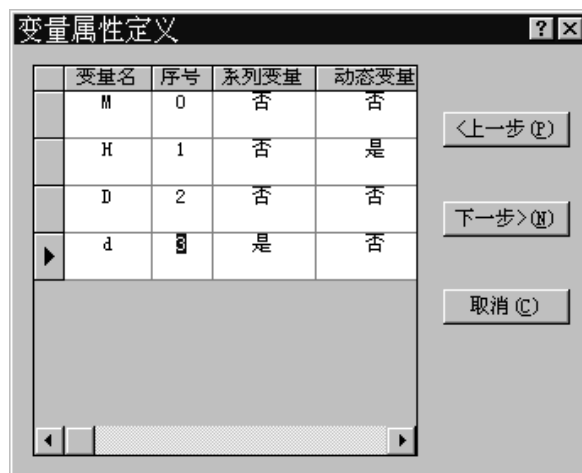 变量属性定义
变量名 序号 系列变量 动态变量
M 0 否 否
H 1 否 是
D 2 否 否
d 3 是 否
<上一步(P)
下一步>(N)
取消(C)